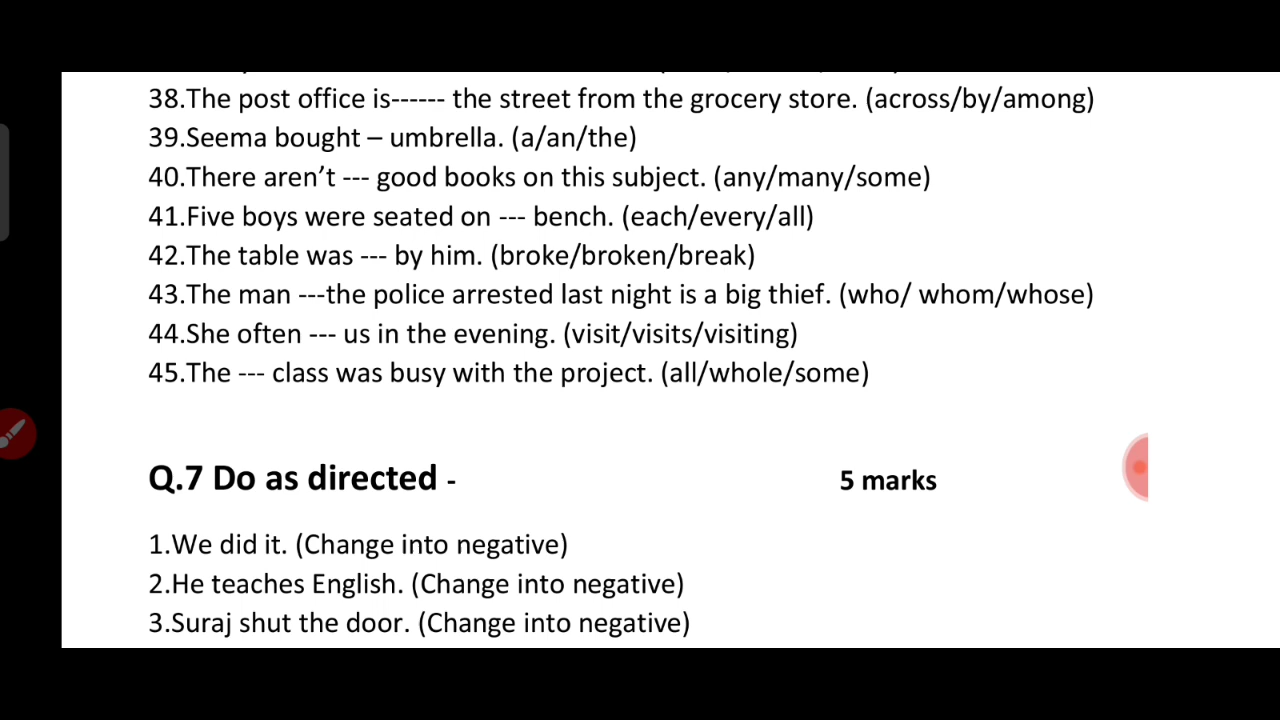 38.The post office is------ the street from the grocery store. (across/by/among)
39.Seema bought – umbrella. (a/an/the)
40.There aren’t --- good books on this subject. (any/many/some)
41.Five boys were seated on --- bench. (each/every/all)
42.The table was --- by him. (broke/broken/break)
43.The man ---the police arrested last night is a big thief. (who/ whom/whose)
44.She often --- us in the evening. (visit/visits/visiting)
45.The --- class was busy with the project. (all/whole/some)
Q.7 Do as directed - 5 marks
1.We did it. (Change into negative)
2.He teaches English. (Change into negative)
3.Suraj shut the door. (Change into negative)